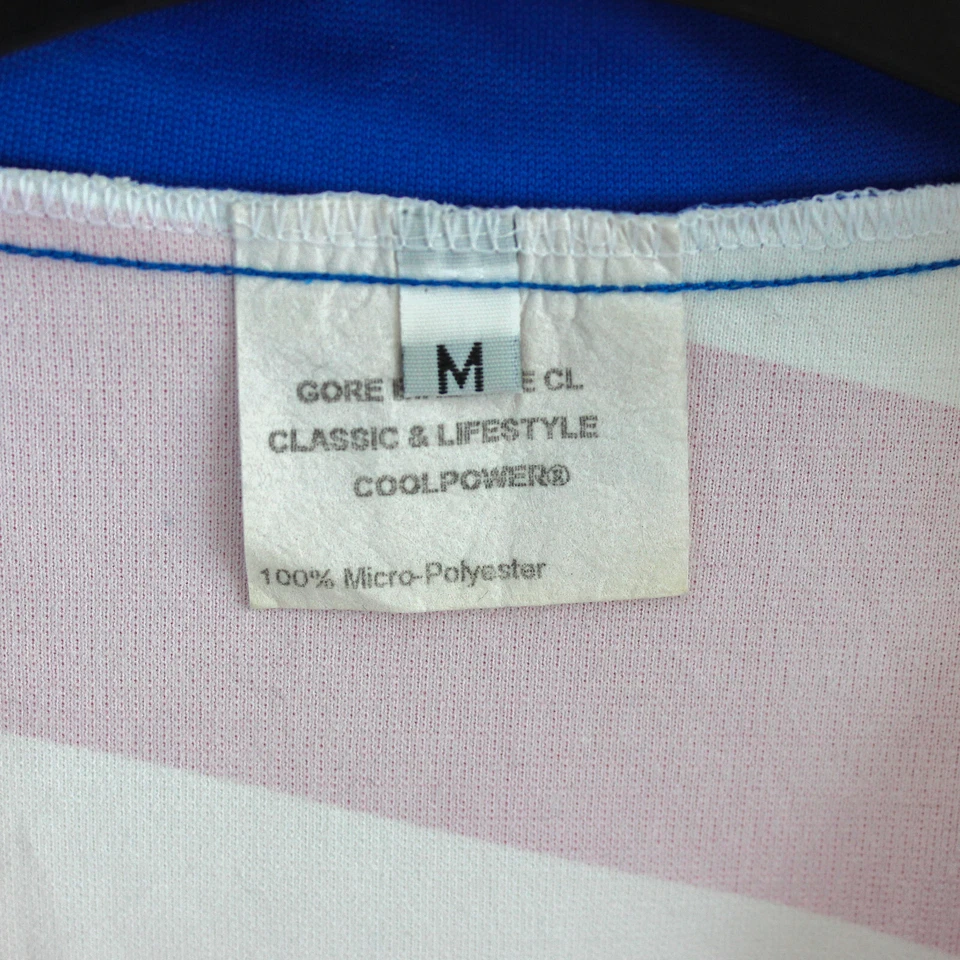 M
GORE E CL
CLASSIC & LIFESTYLE
COOLPOWER®
100% Micro-Polyester